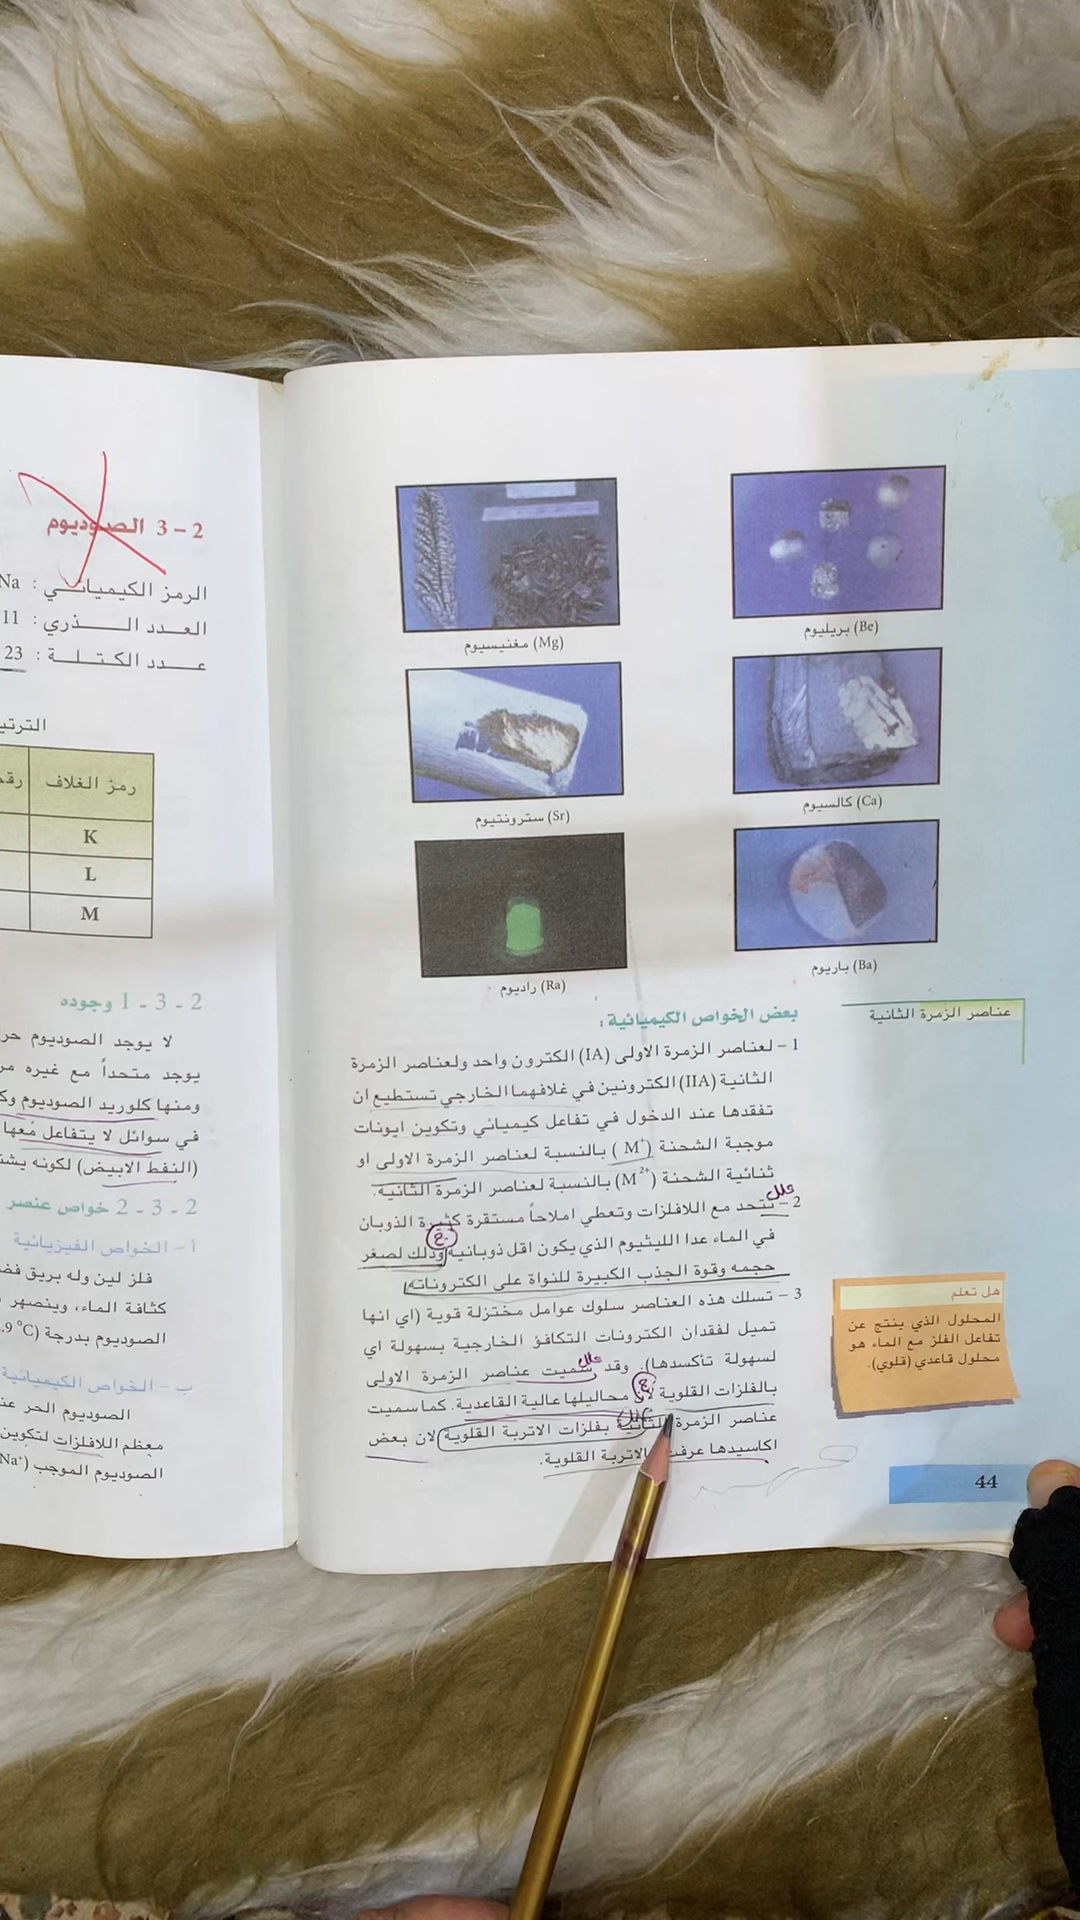 (Be) بريليوم
(Mg) مغنيسيوم
(Ca) كالسيوم
(Sr) سترونتيوم
(Ba) باريوم
(Ra) راديوم
عناصر الزمرة الثانية
بعض الخواص الكيميائية :
1 – لعناصر الزمرة الاولى (IA) الكترون واحد ولعناصر الزمرة
الثانية (IIA) الكترونين في غلافهما الخارجي تستطيع ان
تفقدها عند الدخول في تفاعل كيميائي وتكوين ايونات
موجبة الشحنة (M⁺) بالنسبة لعناصر الزمرة الاولى او
ثنائية الشحنة (M²⁺) بالنسبة لعناصر الزمرة الثانية.
علل
2 – تتحد مع اللافلزات وتعطي املاحاً مستقرة كثيرة الذوبان
في الماء عدا الليثيوم الذي يكون اقل ذوبانية ج وذلك لصغر
حجمه وقوة الجذب الكبيرة للنواة على الكتروناته
3 – تسلك هذه العناصر سلوك عوامل مختزلة قوية (اي انها
تميل لفقدان الكترونات التكافؤ الخارجية بسهولة اي
لسهولة تأكسدها). وقد علل سميت عناصر الزمرة الاولى
بالفلزات القلوية ج لان محاليلها عالية القاعدية. كما سميت
عناصر الزمرة الثانية علل بفلزات الاتربة القلوية لان بعض
اكاسيدها عرفت بالاتربة القلوية.
هل تعلم
المحلول الذي ينتج عن
تفاعل الفلز مع الماء هو
محلول قاعدي (قلوي).
44
2 – 3 الصوديوم
الرمز الكيميائي : Na
العدد الذري : 11
عدد الكتلة : 23
رمز الغلاف
K
L
M
2 - 3 - 1 وجوده
لا يوجد الصوديوم
يوجد متحداً مع غيره
ومنها كلوريد الصوديوم
في سوائل لا يتفاعل معها
(النفط الابيض) لكونه
2 - 3 - 2 خواص عنصر
أ – الخواص الفيزيائية
فلز لين وله بريق
كثافة الماء، وينصهر
الصوديوم بدرجة
ب – الخواص الكيميائية
الصوديوم الحر
معظم اللافلزات لتكوين
الصوديوم الموجب (Na⁺